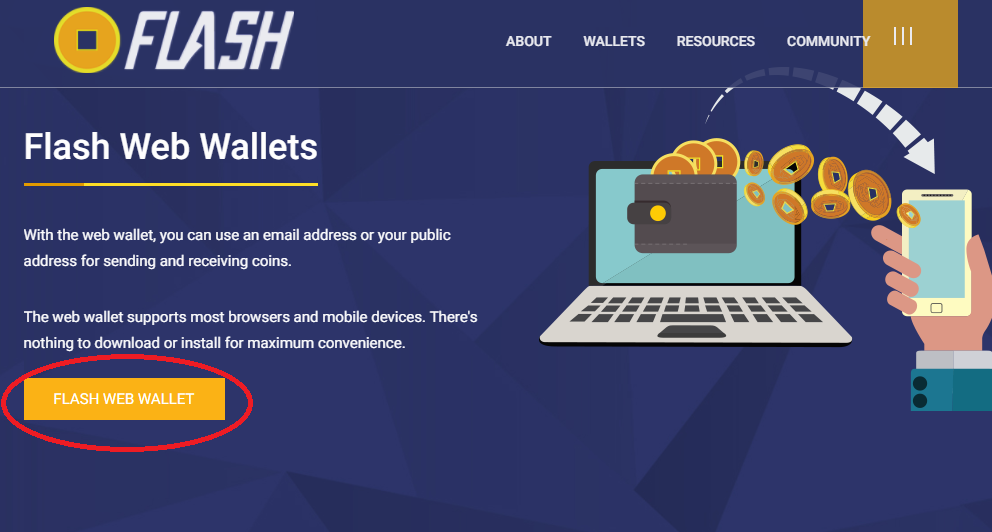 FLASH
ABOUT WALLETS RESOURCES COMMUNITY
Flash Web Wallets
With the web wallet, you can use an email address or your public
address for sending and receiving coins.
The web wallet supports most browsers and mobile devices. There's
nothing to download or install for maximum convenience.
FLASH WEB WALLET